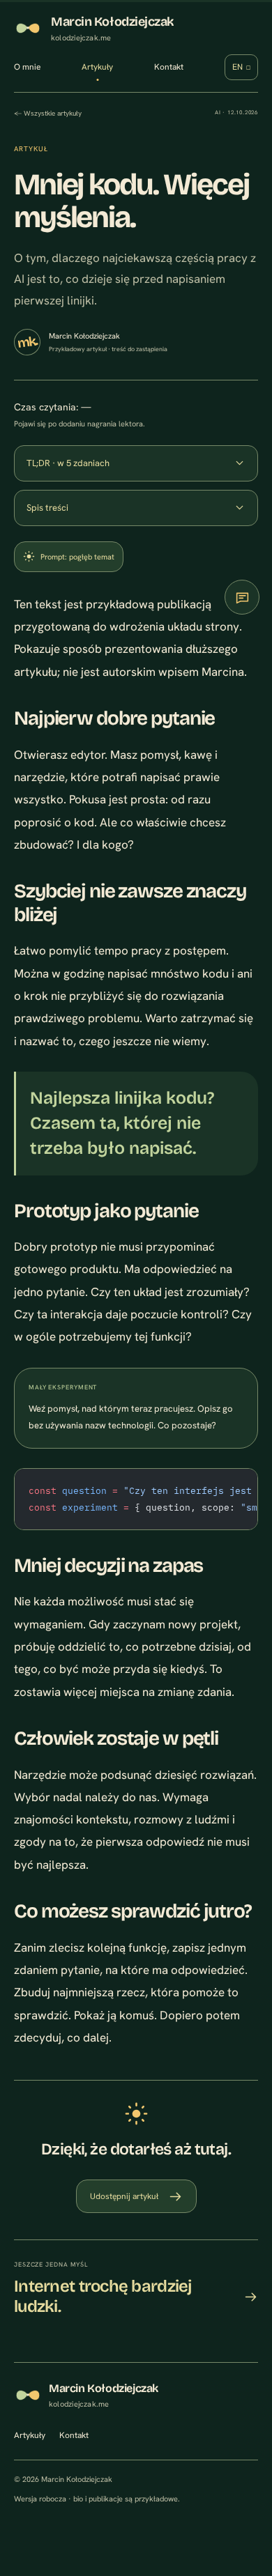 Marcin Kołodziejczak
kolodziejczak.me
O mnie
Artykuły
Kontakt
EN
← Wszystkie artykuły
AI · 12.10.2026
ARTYKUŁ
Mniej kodu. Więcej
myślenia.
O tym, dlaczego najciekawszą częścią pracy z
AI jest to, co dzieje się przed napisaniem
pierwszej linijki.
mk.
Marcin Kołodziejczak
Przykładowy artykuł · treść do zastąpienia
Czas czytania: —
Pojawi się po dodaniu nagrania lektora.
TL;DR · w 5 zdaniach
Spis treści
Prompt: pogłęb temat
Ten tekst jest przykładową publikacją
przygotowaną do wdrożenia układu strony.
Pokazuje sposób prezentowania dłuższego
artykułu; nie jest autorskim wpisem Marcina.
Najpierw dobre pytanie
Otwierasz edytor. Masz pomysł, kawę i
narzędzie, które potrafi napisać prawie
wszystko. Pokusa jest prosta: od razu
poprosić o kod. Ale co właściwie chcesz
zbudować? I dla kogo?
Szybciej nie zawsze znaczy
bliżej
Łatwo pomylić tempo pracy z postępem.
Można w godzinę napisać mnóstwo kodu i ani
o krok nie przybliżyć się do rozwiązania
prawdziwego problemu. Warto zatrzymać się
i nazwać to, czego jeszcze nie wiemy.
Najlepsza linijka kodu?
Czasem ta, której nie
trzeba było napisać.
Prototyp jako pytanie
Dobry prototyp nie musi przypominać
gotowego produktu. Ma odpowiedzieć na
jedno pytanie. Czy ten układ jest zrozumiały?
Czy ta interakcja daje poczucie kontroli? Czy
w ogóle potrzebujemy tej funkcji?
MAŁY EKSPERYMENT
Weź pomysł, nad którym teraz pracujesz. Opisz go
bez używania nazw technologii. Co pozostaje?
const question = "Czy ten interfejs jest
const experiment = { question, scope: "sm
Mniej decyzji na zapas
Nie każda możliwość musi stać się
wymaganiem. Gdy zaczynam nowy projekt,
próbuję oddzielić to, co potrzebne dzisiaj, od
tego, co być może przyda się kiedyś. To
zostawia więcej miejsca na zmianę zdania.
Człowiek zostaje w pętli
Narzędzie może podsunąć dziesięć rozwiązań.
Wybór nadal należy do nas. Wymaga
znajomości kontekstu, rozmowy z ludźmi i
zgody na to, że pierwsza odpowiedź nie musi
być najlepsza.
Co możesz sprawdzić jutro?
Zanim zlecisz kolejną funkcję, zapisz jednym
zdaniem pytanie, na które ma odpowiedzieć.
Zbuduj najmniejszą rzecz, która pomoże to
sprawdzić. Pokaż ją komuś. Dopiero potem
zdecyduj, co dalej.
Dzięki, że dotarłeś aż tutaj.
Udostępnij artykuł
JESZCZE JEDNA MYŚL
Internet trochę bardziej
ludzki.
Marcin Kołodziejczak
kolodziejczak.me
Artykuły
Kontakt
© 2026 Marcin Kołodziejczak
Wersja robocza · bio i publikacje są przykładowe.